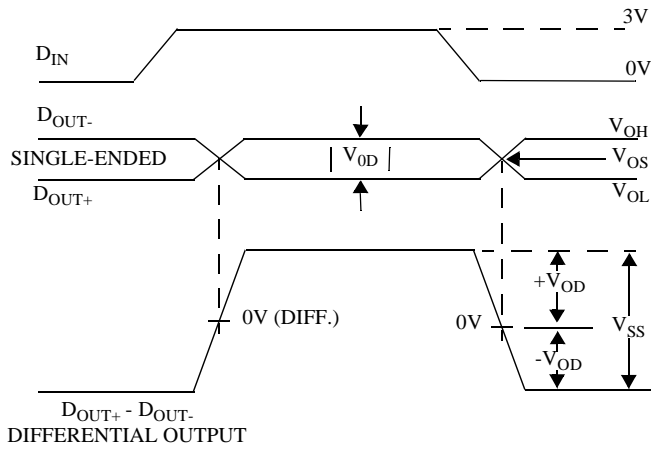 3V
D_IN
0V
D_OUT-
V_OH
SINGLE-ENDED
| V_0D |
V_OS
D_OUT+
V_OL
+V_OD
0V (DIFF.)
0V
V_SS
-V_OD
D_OUT+ - D_OUT-
DIFFERENTIAL OUTPUT